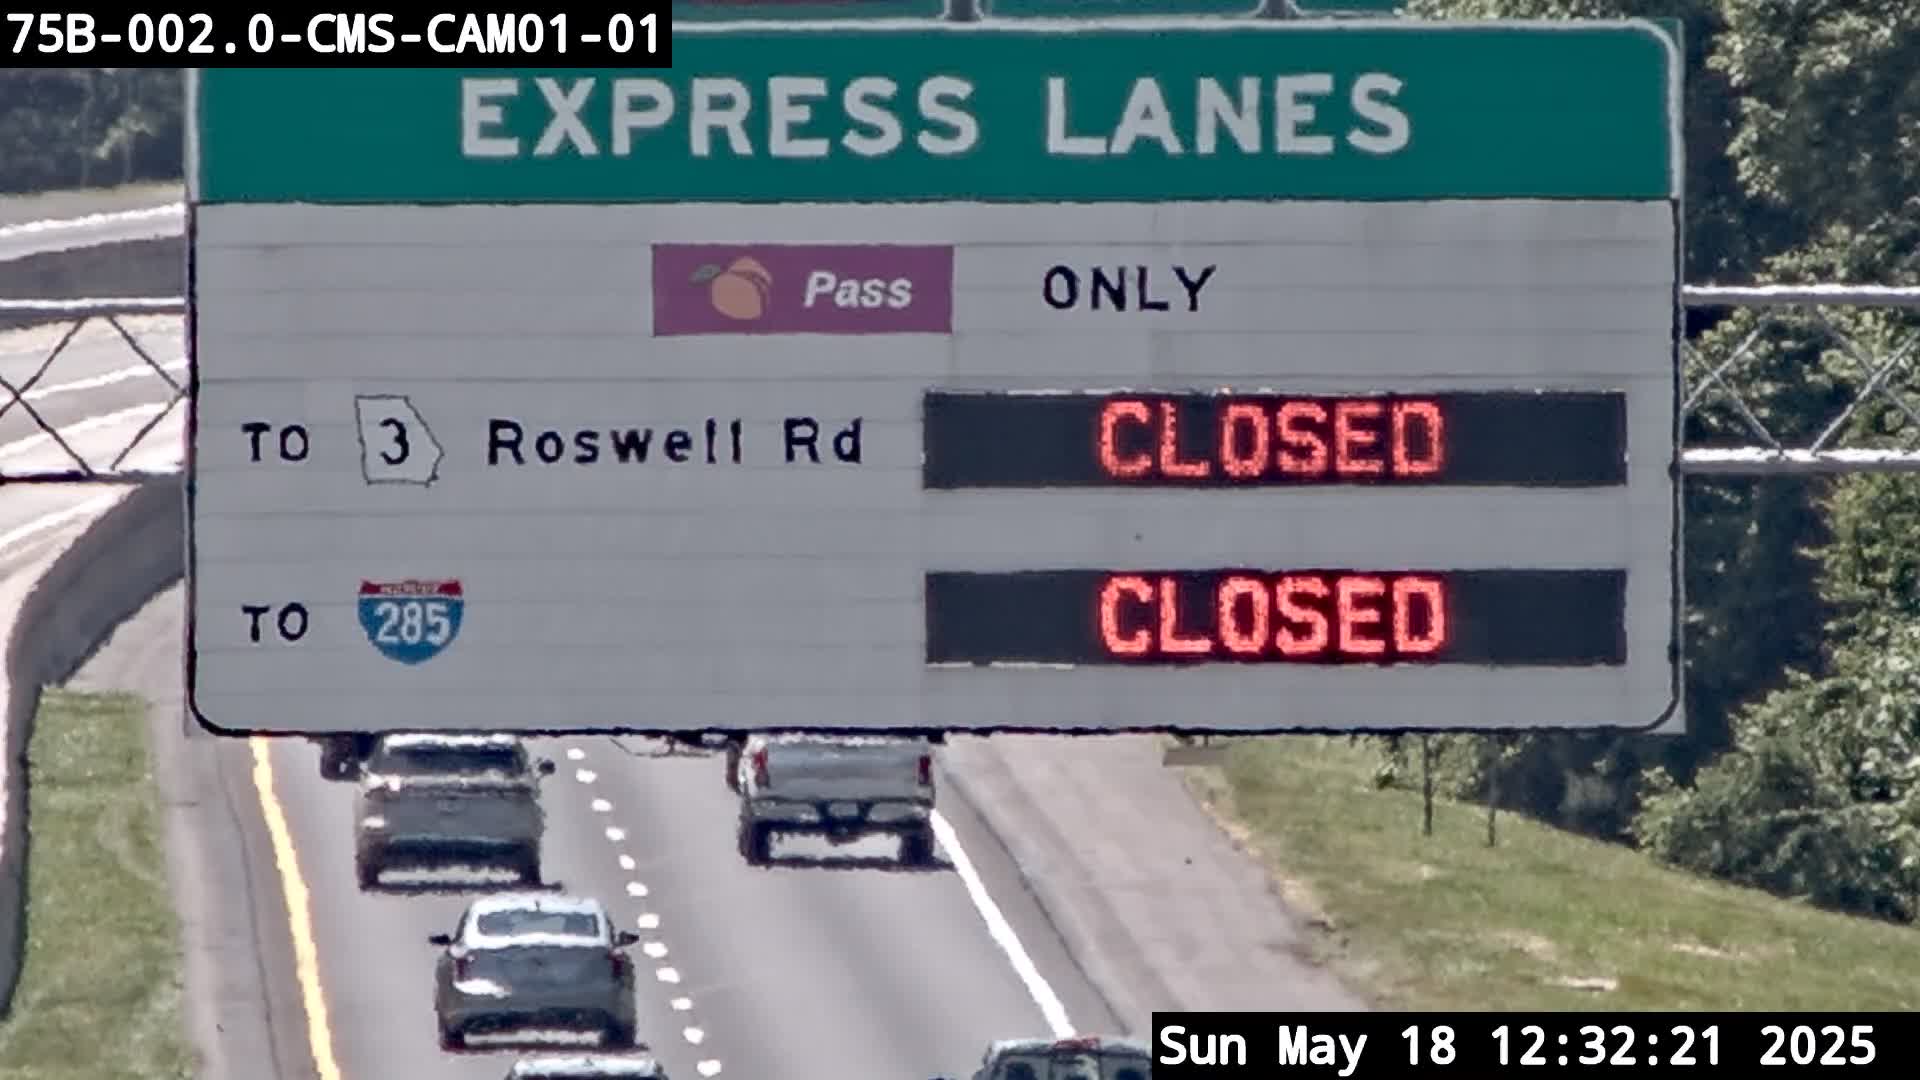 75B-002.0-CMS-CAM01-01
EXPRESS LANES
Pass ONLY
TO 3 Roswell Rd CLOSED
TO 285 CLOSED
Sun May 18 12:32:21 2025